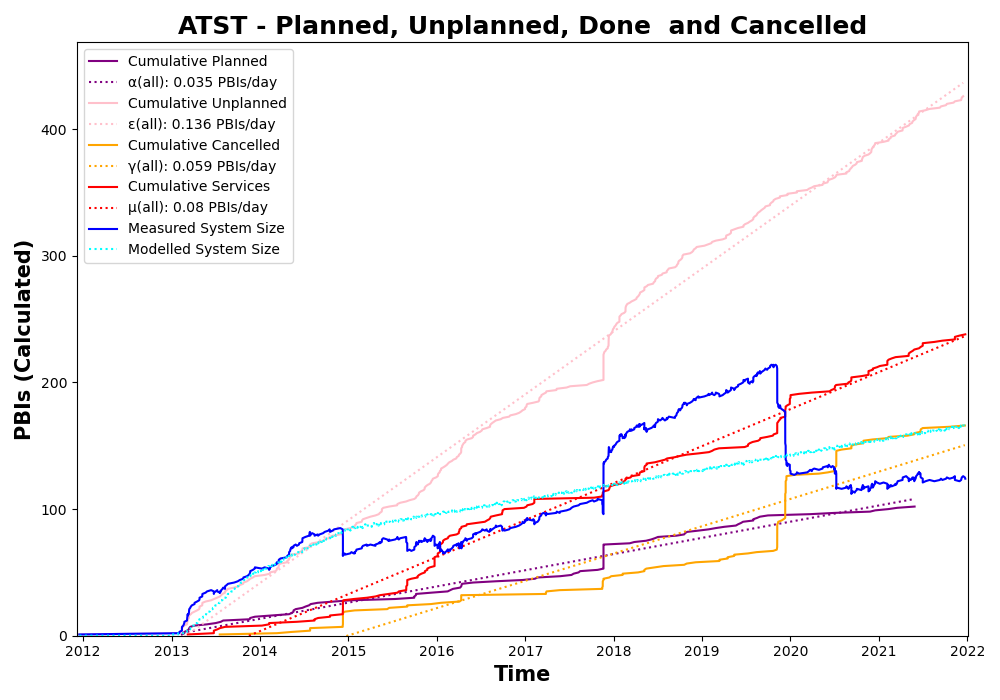 ATST - Planned, Unplanned, Done  and Cancelled
Cumulative Planned
α(all): 0.035 PBIs/day
Cumulative Unplanned
ε(all): 0.136 PBIs/day
Cumulative Cancelled
γ(all): 0.059 PBIs/day
Cumulative Services
μ(all): 0.08 PBIs/day
Measured System Size
Modelled System Size
PBIs (Calculated)
400
300
200
100
0
2012 2013 2014 2015 2016 2017 2018 2019 2020 2021 2022
Time